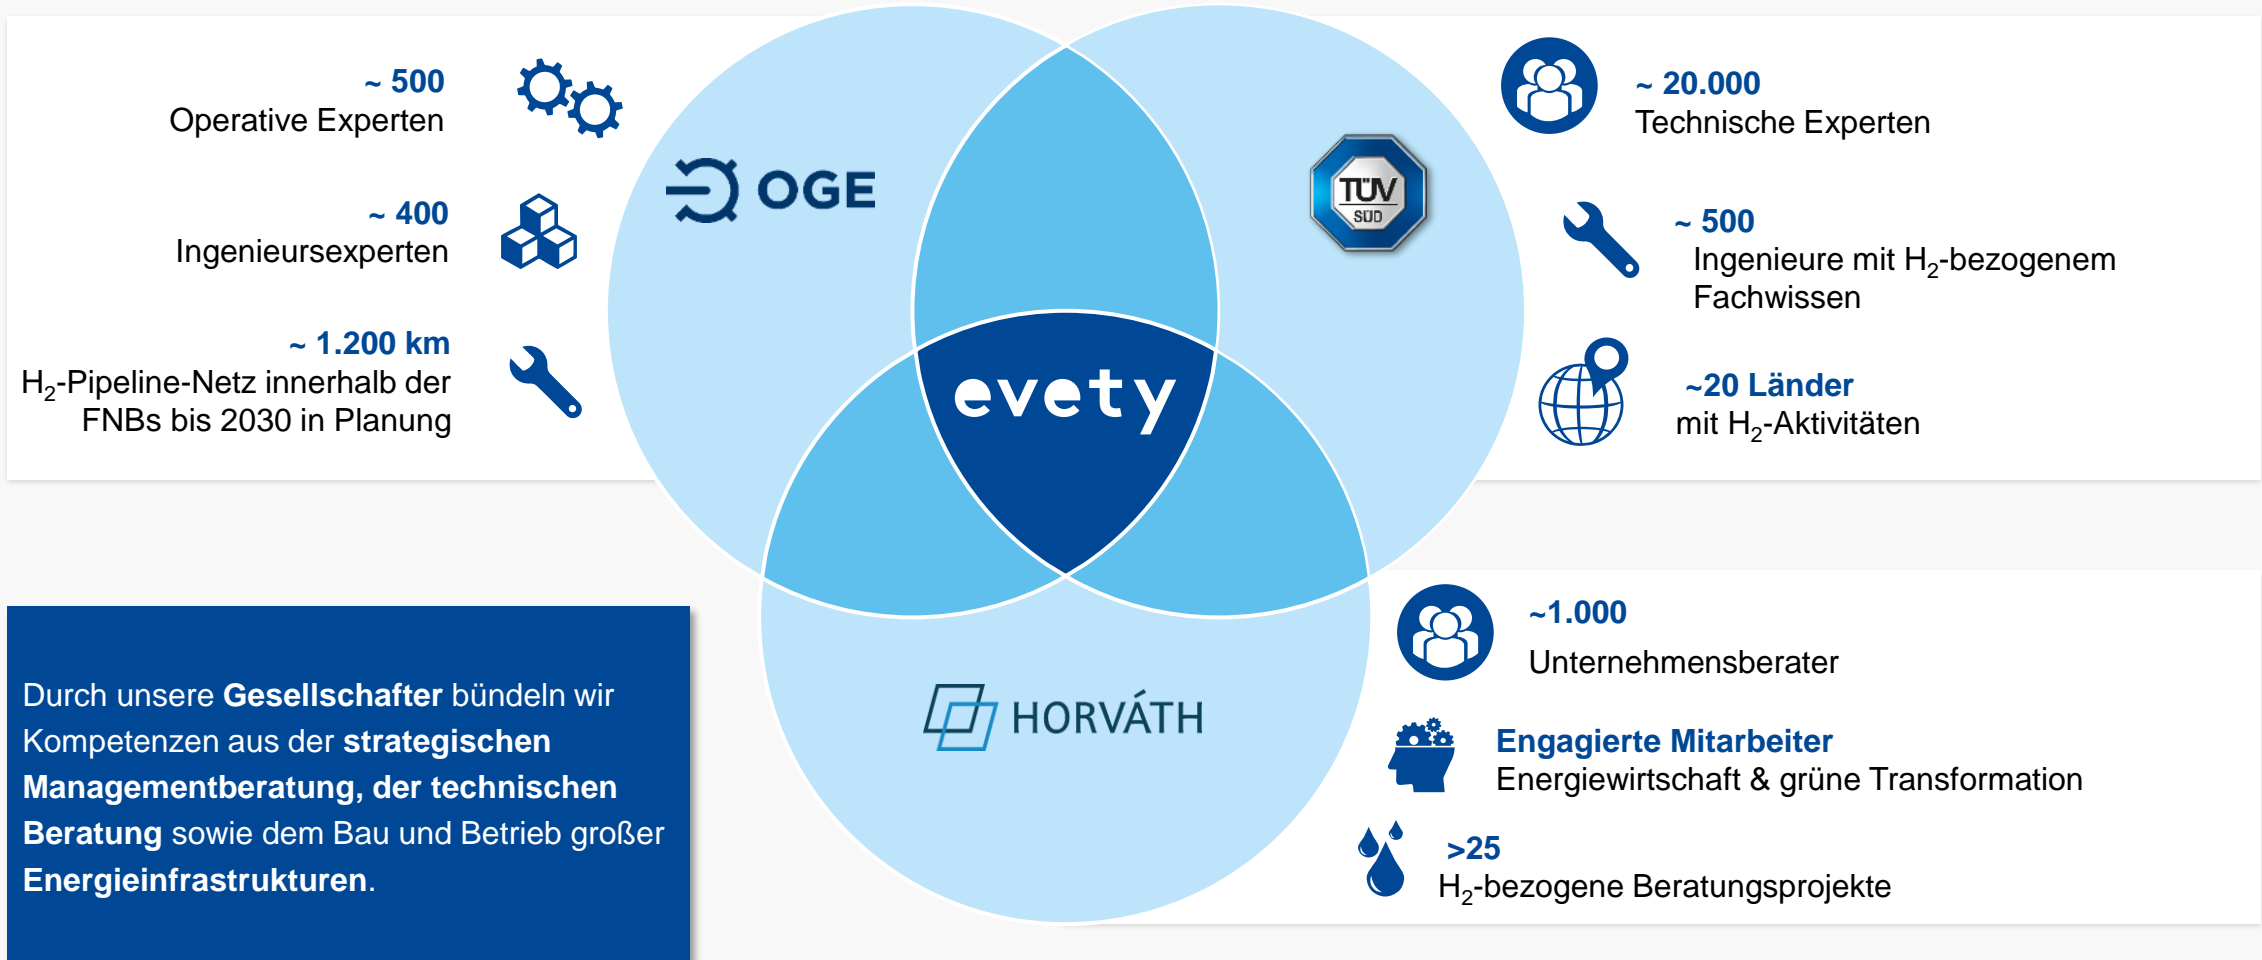 ~ 500
Operative Experten
~ 400
Ingenieursexperten
~ 1.200 km
H₂-Pipeline-Netz innerhalb der
FNBs bis 2030 in Planung
OGE
TÜV
SÜD
~ 20.000
Technische Experten
~ 500
Ingenieure mit H₂-bezogenem
Fachwissen
~20 Länder
mit H₂-Aktivitäten
evety
HORVÁTH
~1.000
Unternehmensberater
Engagierte Mitarbeiter
Energiewirtschaft & grüne Transformation
>25
H₂-bezogene Beratungsprojekte
Durch unsere Gesellschafter bündeln wir
Kompetenzen aus der strategischen
Managementberatung, der technischen
Beratung sowie dem Bau und Betrieb großer
Energieinfrastrukturen.